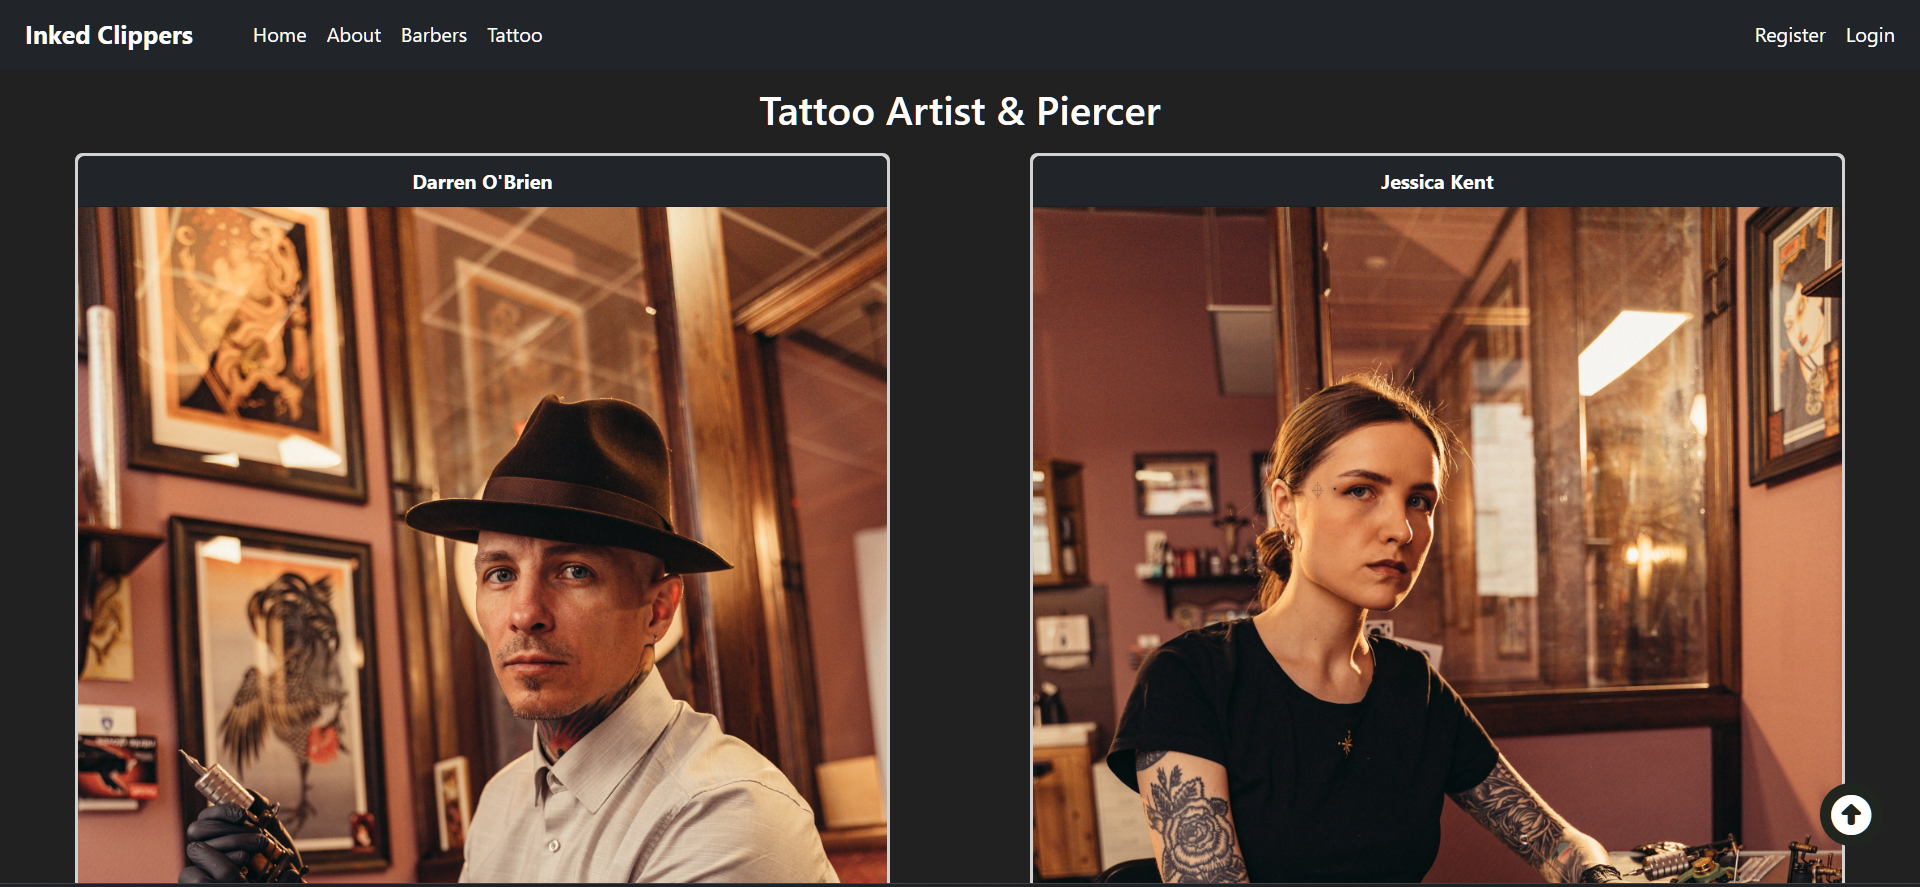 Inked Clippers Home About Barbers Tattoo Register Login
Tattoo Artist & Piercer
Darren O'Brien
Jessica Kent